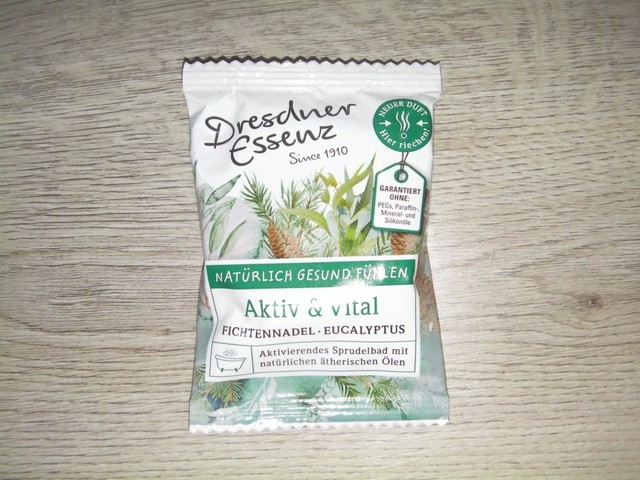 Dresdner
Essenz
Since 1910
NEUER DUFT
Hier riechen!
GARANTIERT
OHNE:
PEGs, Paraffin-,
Mineral- und
Silikonöle
NATÜRLICH GESUND FÜHLEN
Aktiv & Vital
FICHTENNADEL · EUCALYPTUS
Aktivierendes Sprudelbad mit
natürlichen ätherischen Ölen